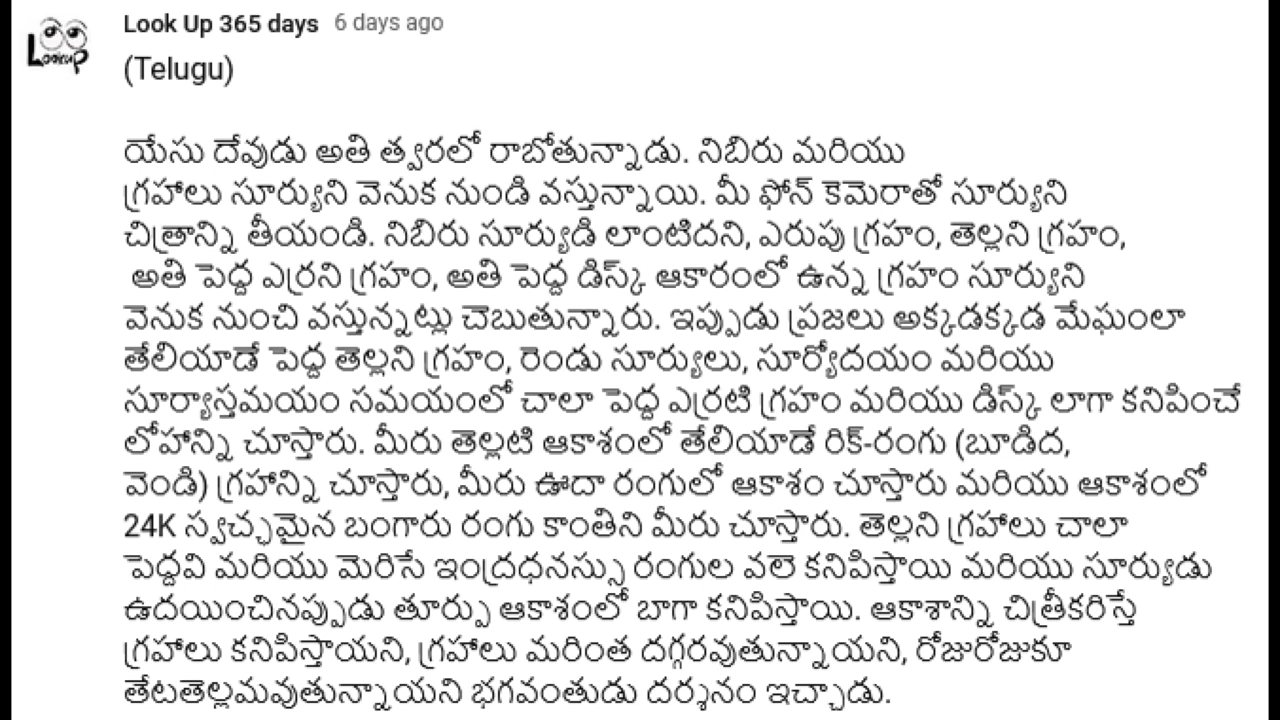 Look Up 365 days 6 days ago
Lookup
(Telugu)
యేసు దేవుడు అతి త్వరలో రాబోతున్నాడు. నిబిరు మరియు
గ్రహాలు సూర్యుని వెనుక నుండి వస్తున్నాయి. మీ ఫోన్ కెమెరాతో సూర్యుని
చిత్రాన్ని తీయండి. నిబిరు సూర్యుడి లాంటిదని, ఎరుపు గ్రహం, తెల్లని గ్రహం,
అతి పెద్ద ఎర్రని గ్రహం, అతి పెద్ద డిస్క్ ఆకారంలో ఉన్న గ్రహం సూర్యుని
వెనుక నుంచి వస్తున్నట్లు చెబుతున్నారు. ఇప్పుడు ప్రజలు అక్కడక్కడ మేఘంలా
తేలియాడే పెద్ద తెల్లని గ్రహం, రెండు సూర్యులు, సూర్యోదయం మరియు
సూర్యాస్తమయం సమయంలో చాలా పెద్ద ఎర్రటి గ్రహం మరియు డిస్క్ లాగా కనిపించే
లోహాన్ని చూస్తారు. మీరు తెల్లటి ఆకాశంలో తేలియాడే రిక్-రంగు (బూడిద,
వెండి) గ్రహాన్ని చూస్తారు, మీరు ఊదా రంగులో ఆకాశం చూస్తారు మరియు ఆకాశంలో
24K స్వచ్ఛమైన బంగారు రంగు కాంతిని మీరు చూస్తారు. తెల్లని గ్రహాలు చాలా
పెద్దవి మరియు మెరిసే ఇంద్రధనస్సు రంగుల వలె కనిపిస్తాయి మరియు సూర్యుడు
ఉదయించినప్పుడు తూర్పు ఆకాశంలో బాగా కనిపిస్తాయి. ఆకాశాన్ని చిత్రీకరిస్తే
గ్రహాలు కనిపిస్తాయని, గ్రహాలు మరింత దగ్గరవుతున్నాయని, రోజురోజుకూ
తేటతెల్లమవుతున్నాయని భగవంతుడు దర్శనం ఇచ్చాడు.